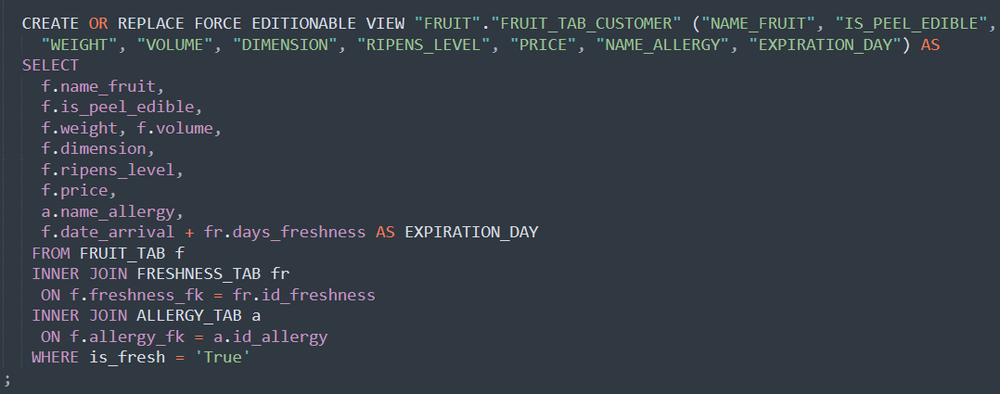 CREATE OR REPLACE FORCE EDITIONABLE VIEW "FRUIT"."FRUIT_TAB_CUSTOMER" ("NAME_FRUIT", "IS_PEEL_EDIBLE",
"WEIGHT", "VOLUME", "DIMENSION", "RIPENS_LEVEL", "PRICE", "NAME_ALLERGY", "EXPIRATION_DAY") AS
SELECT
f.name_fruit,
f.is_peel_edible,
f.weight, f.volume,
f.dimension,
f.ripens_level,
f.price,
a.name_allergy,
f.date_arrival + fr.days_freshness AS EXPIRATION_DAY
FROM FRUIT_TAB f
INNER JOIN FRESHNESS_TAB fr
ON f.freshness_fk = fr.id_freshness
INNER JOIN ALLERGY_TAB a
ON f.allergy_fk = a.id_allergy
WHERE is_fresh = 'True'
;